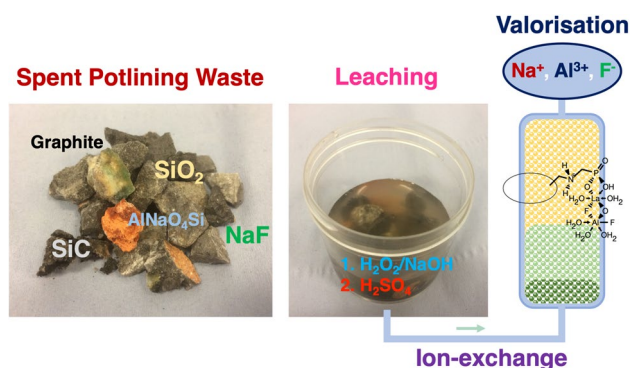 Valorisation
Na⁺, Al³⁺, F⁻
Spent Potlining Waste
Leaching
Graphite
SiO₂
AlNaO₄Si
SiC
NaF
1. H₂O₂/NaOH
2. H₂SO₄
H
N
H
P
O
O
OH
H₂O
La
OH₂
F
O
H₂O
Al
F
H₂O
OH₂
Ion-exchange